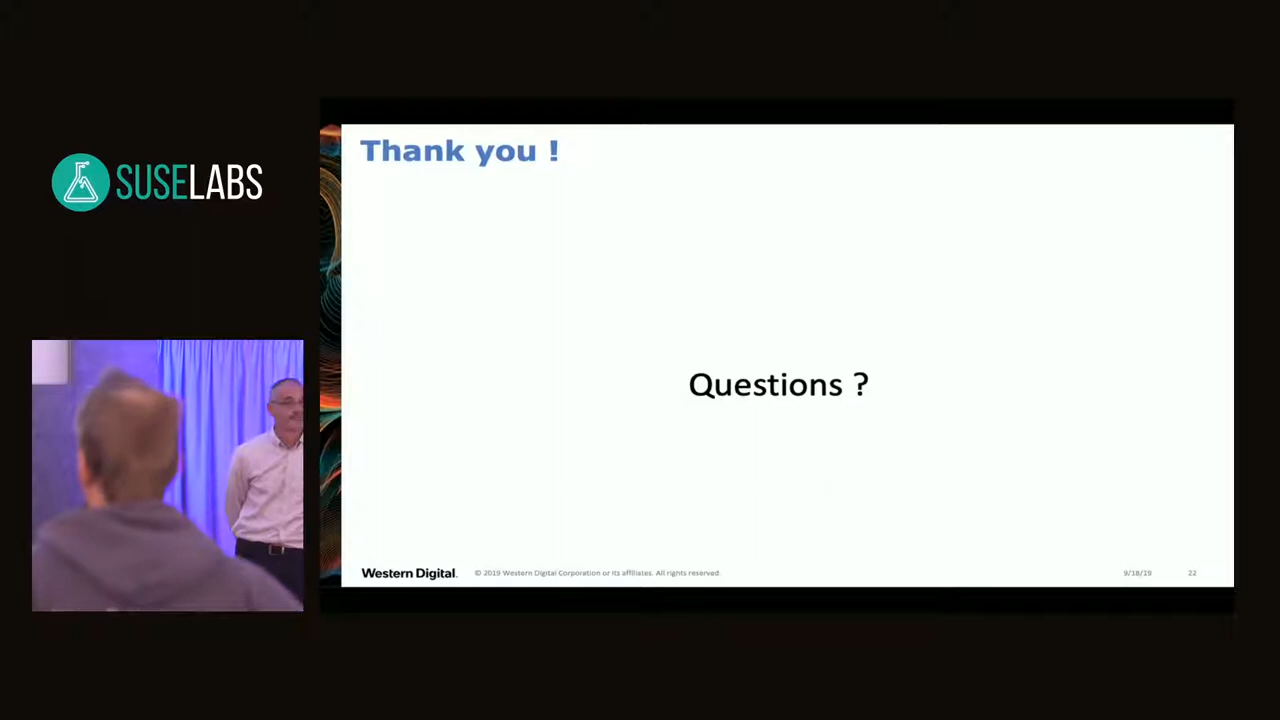 SUSELABS
Thank you !
Questions ?
Western Digital. © 2019 Western Digital Corporation or its affiliates. All rights reserved. 9/18/19 22